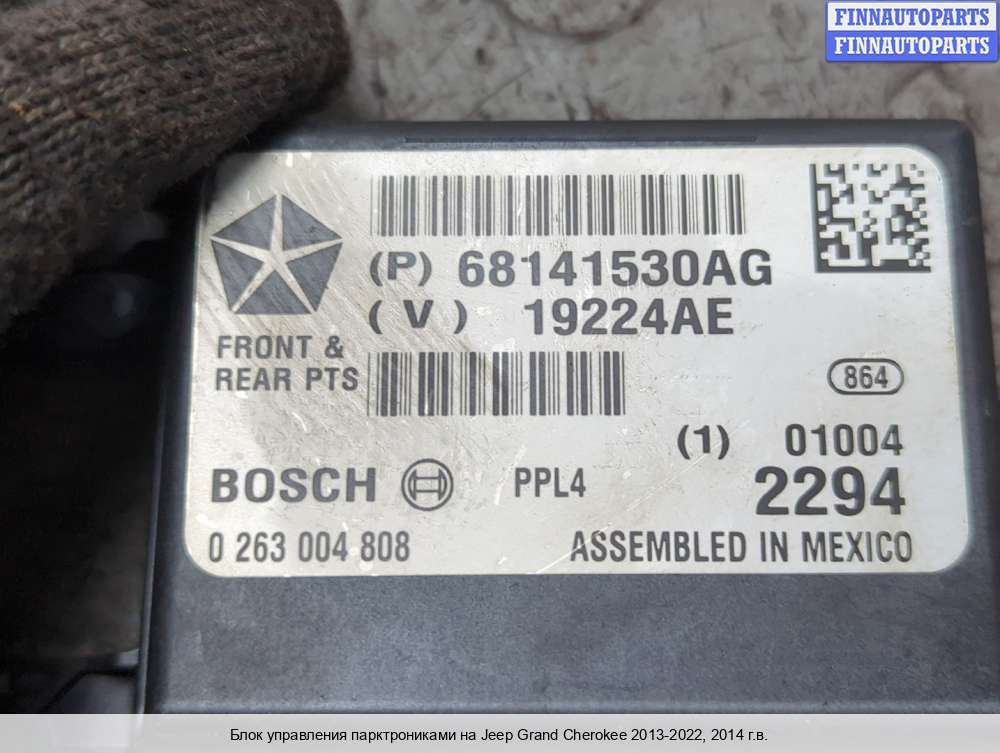 FINNAUTOPARTS
FINNAUTOPARTS
(P) 68141530AG
(V) 19224AE
FRONT &
REAR PTS
864
(1) 01004
BOSCH PPL4 2294
0 263 004 808 ASSEMBLED IN MEXICO
Блок управления парктрониками на Jeep Grand Cherokee 2013-2022, 2014 г.в.